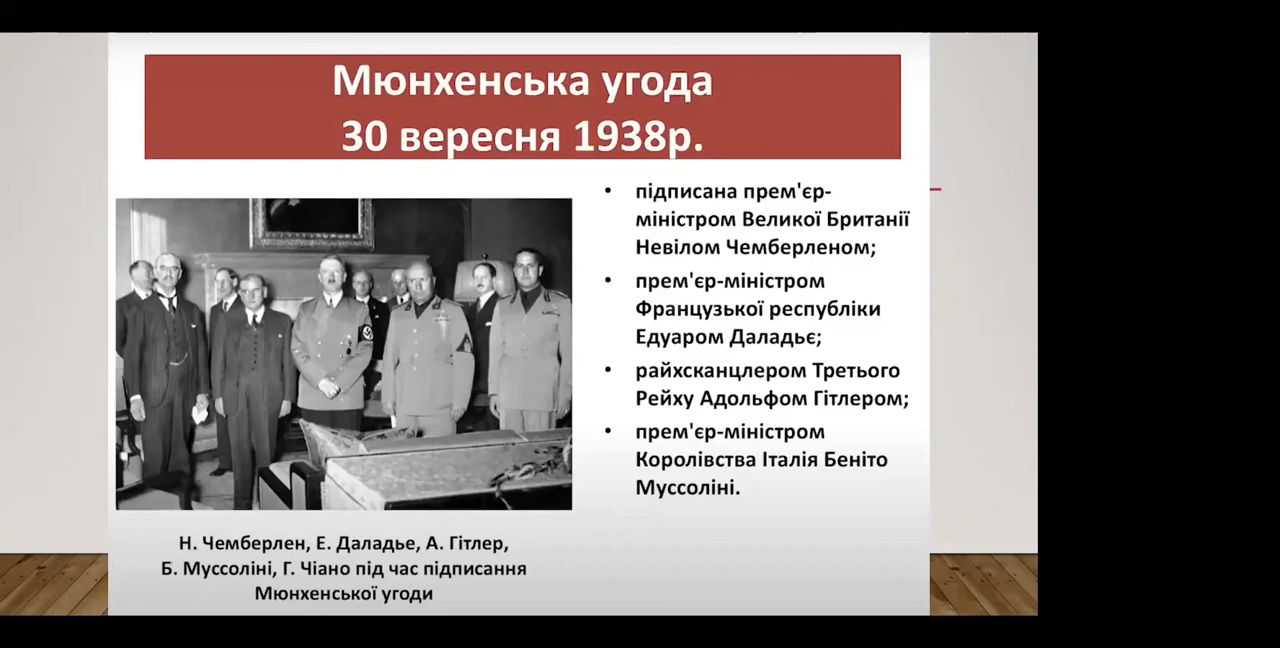 Мюнхенська угода
30 вересня 1938р.
• підписана прем'єр-
міністром Великої Британії
Невілом Чемберленом;
• прем'єр-міністром
Французької республіки
Едуаром Даладьє;
• райхсканцлером Третього
Рейху Адольфом Гітлером;
• прем'єр-міністром
Королівства Італія Беніто
Муссоліні.
Н. Чемберлен, Е. Даладье, А. Гітлер,
Б. Муссоліні, Г. Чіано під час підписання
Мюнхенської угоди